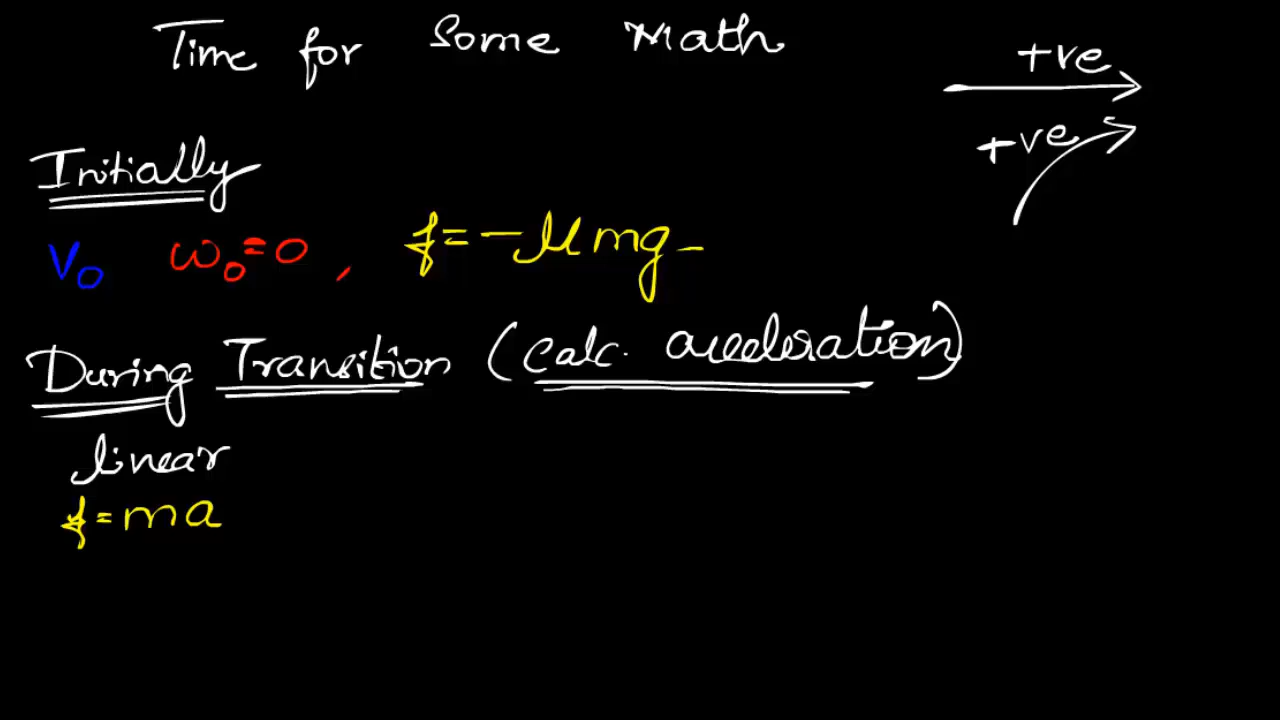 Time for Some Math
+ve
+ve
Initially
V₀ ω₀=0, f=-μmg
During Transition (Calc. acceleration)
linear
f=ma